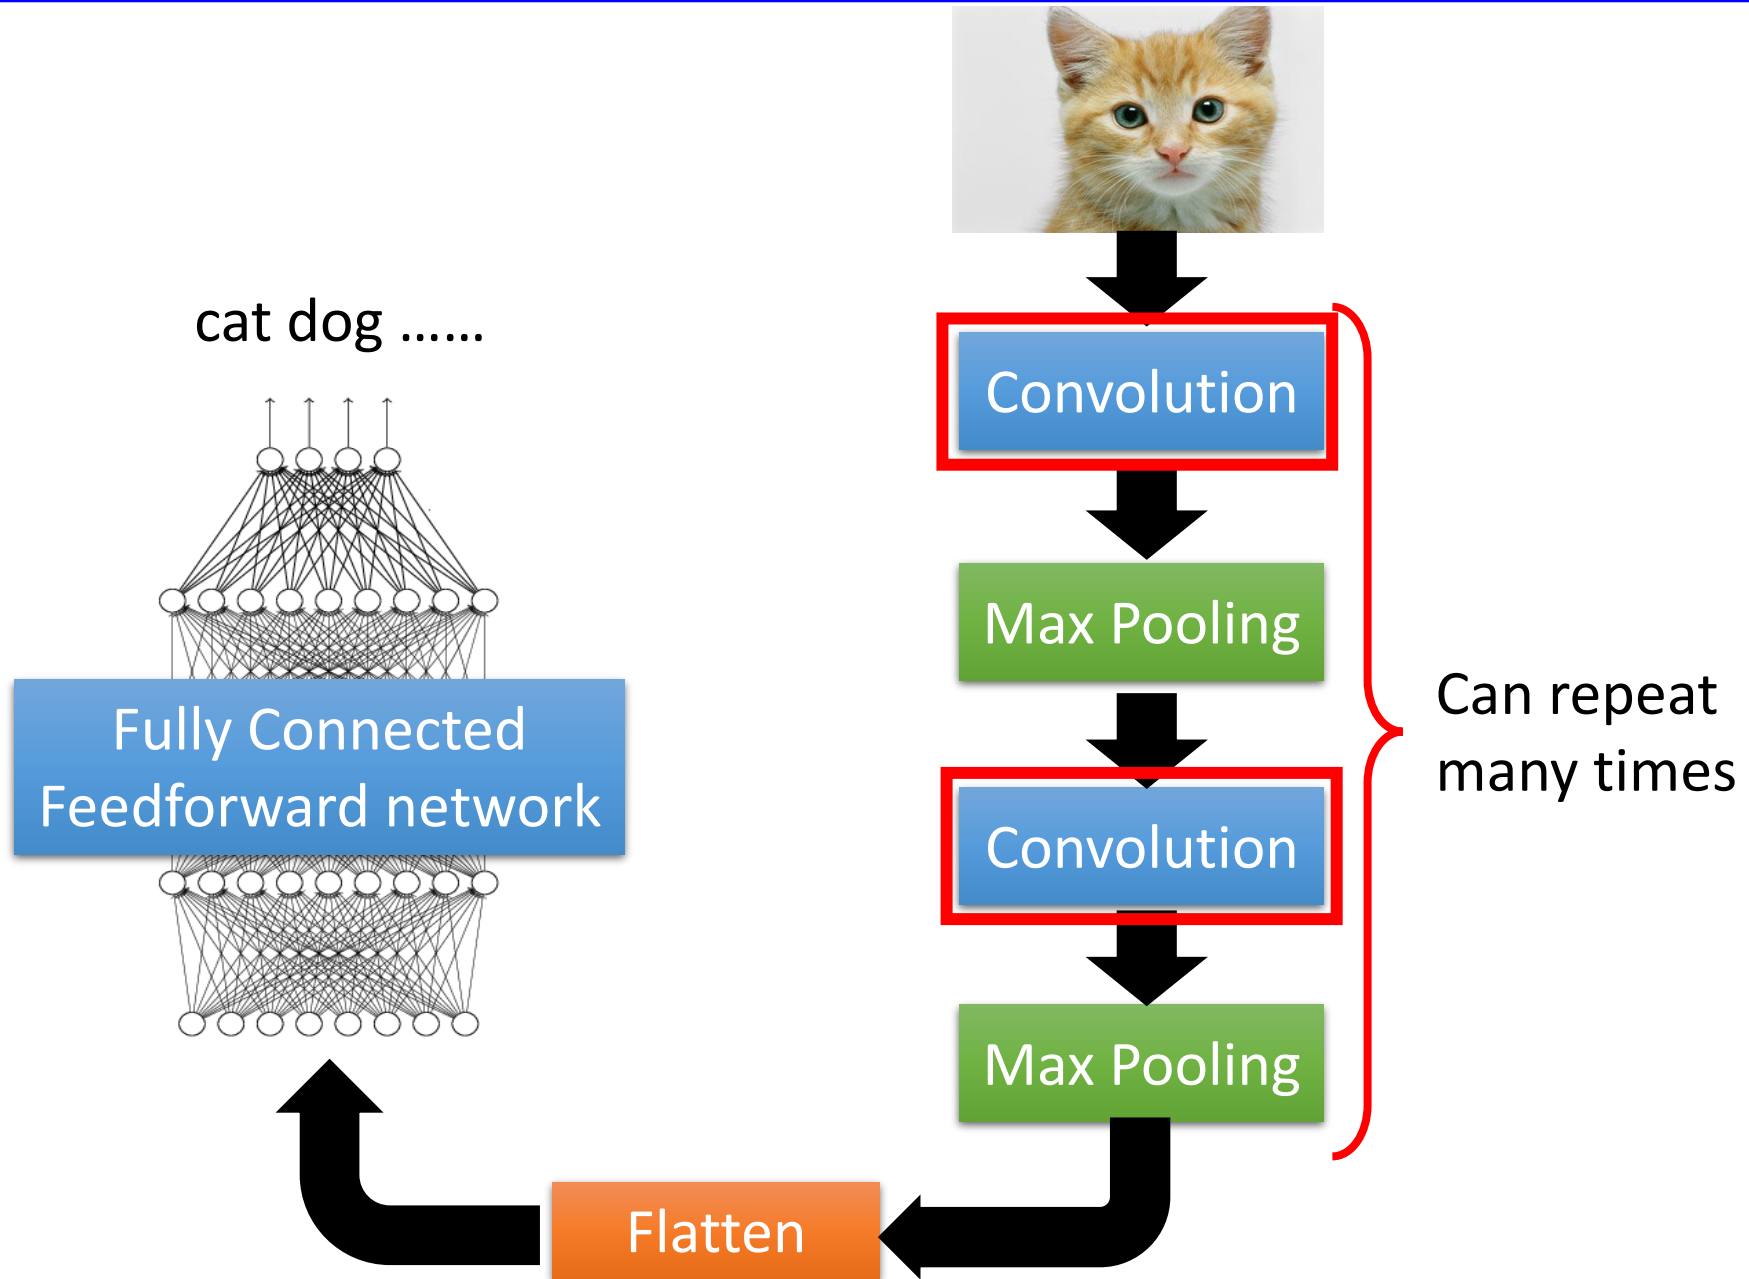 cat dog ......
Convolution
Max Pooling
Can repeat
many times
Fully Connected
Feedforward network
Convolution
Max Pooling
Flatten